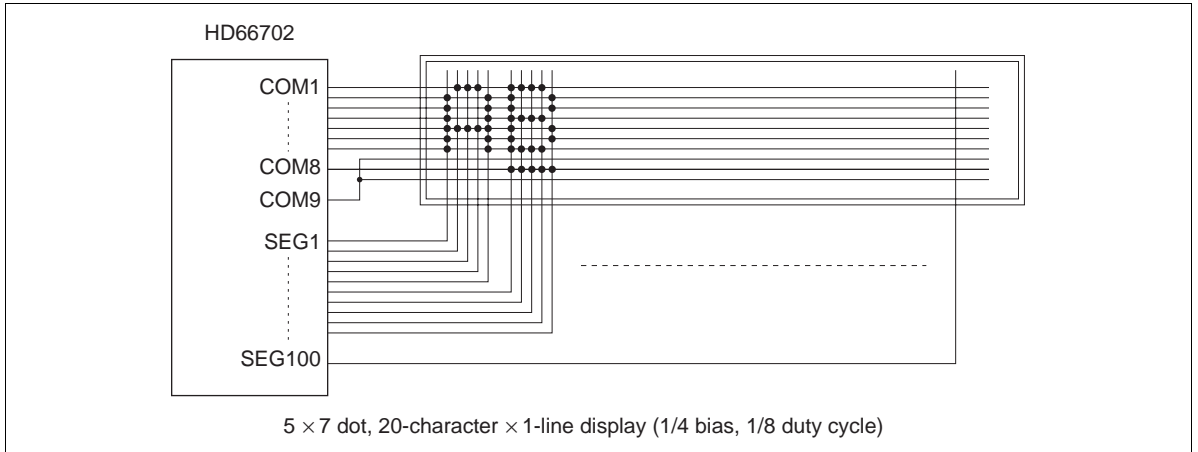 HD66702
COM1
COM8
COM9
SEG1
SEG100
5 × 7 dot, 20-character × 1-line display (1/4 bias, 1/8 duty cycle)